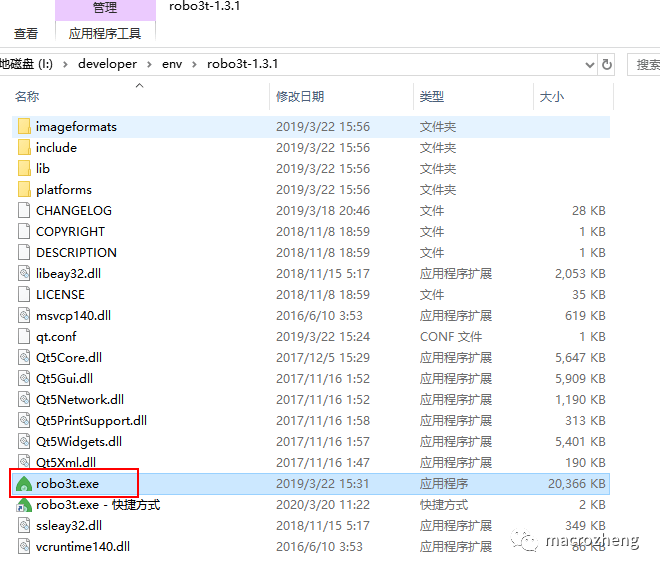 管理
robo3t-1.3.1
查看
应用程序工具
地磁盘 (I:) › developer › env › robo3t-1.3.1
搜索
名称 修改日期 类型 大小
imageformats 2019/3/22 15:56 文件夹
include 2019/3/22 15:56 文件夹
lib 2019/3/22 15:56 文件夹
platforms 2019/3/22 15:56 文件夹
CHANGELOG 2019/3/18 20:46 文件 28 KB
COPYRIGHT 2018/11/8 18:59 文件 1 KB
DESCRIPTION 2018/11/8 18:59 文件 1 KB
libeay32.dll 2018/11/15 5:17 应用程序扩展 2,053 KB
LICENSE 2018/11/8 18:59 文件 35 KB
msvcp140.dll 2016/6/10 3:53 应用程序扩展 619 KB
qt.conf 2019/3/22 15:24 CONF 文件 1 KB
Qt5Core.dll 2017/12/5 15:29 应用程序扩展 5,647 KB
Qt5Gui.dll 2017/11/16 1:52 应用程序扩展 5,909 KB
Qt5Network.dll 2017/11/16 1:52 应用程序扩展 1,190 KB
Qt5PrintSupport.dll 2017/11/16 1:58 应用程序扩展 313 KB
Qt5Widgets.dll 2017/11/16 1:57 应用程序扩展 5,401 KB
Qt5Xml.dll 2017/11/16 1:47 应用程序扩展 190 KB
robo3t.exe 2019/3/22 15:31 应用程序 20,366 KB
robo3t.exe - 快捷方式 2020/3/20 11:22 快捷方式 2 KB
ssleay32.dll 2018/11/15 5:17 应用程序扩展 349 KB
vcruntime140.dll 2016/6/10 3:53 应用程序扩展 86 KB
macrozheng